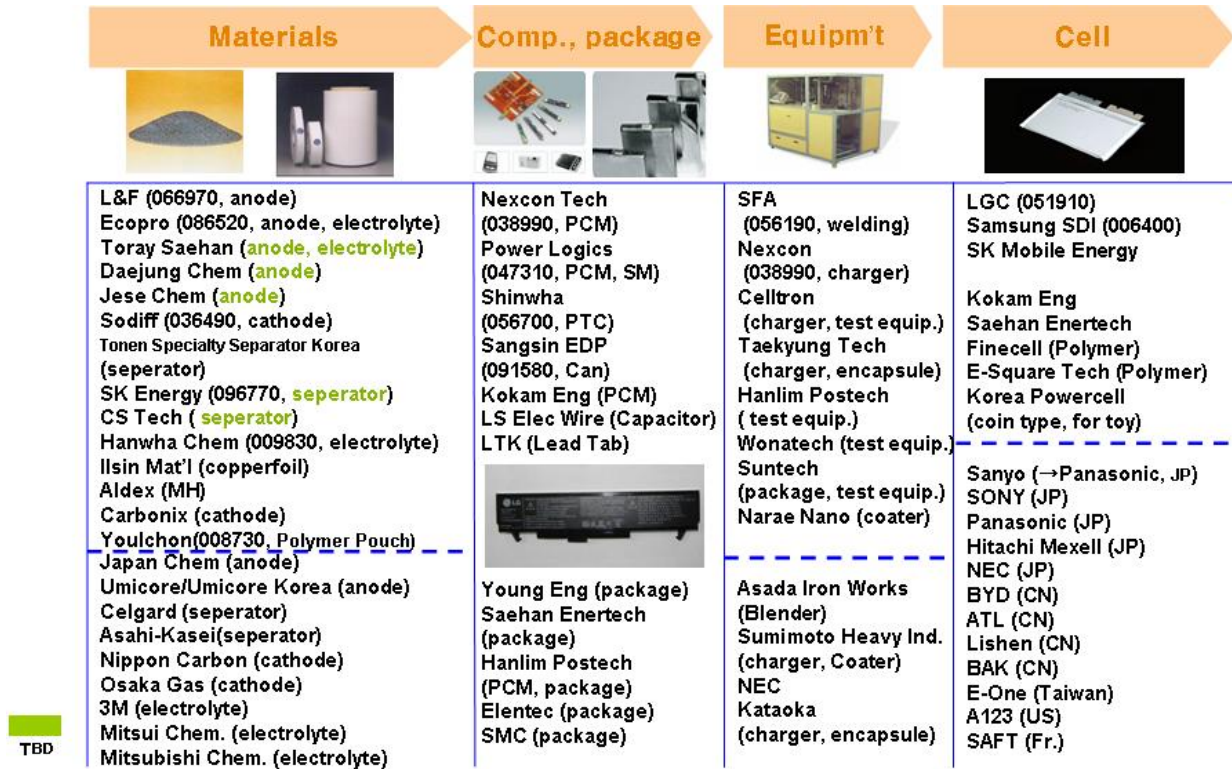 Materials
Comp., package
Equipm't
Cell
L&F (066970, anode)
Ecopro (086520, anode, electrolyte)
Toray Saehan (anode, electrolyte)
Daejung Chem (anode)
Jese Chem (anode)
Sodiff (036490, cathode)
Tonen Specialty Separator Korea
(seperator)
SK Energy (096770, seperator)
CS Tech ( seperator)
Hanwha Chem (009830, electrolyte)
Ilsin Mat'l (copperfoil)
Aldex (MH)
Carbonix (cathode)
Youlchon(008730, Polymer Pouch)
Japan Chem (anode)
Umicore/Umicore Korea (anode)
Celgard (seperator)
Asahi-Kasei(seperator)
Nippon Carbon (cathode)
Osaka Gas (cathode)
3M (electrolyte)
Mitsui Chem. (electrolyte)
Mitsubishi Chem. (electrolyte)
Nexcon Tech
(038990, PCM)
Power Logics
(047310, PCM, SM)
Shinwha
(056700, PTC)
Sangsin EDP
(091580, Can)
Kokam Eng (PCM)
LS Elec Wire (Capacitor)
LTK (Lead Tab)
LG
Young Eng (package)
Saehan Enertech
(package)
Hanlim Postech
(PCM, package)
Elentec (package)
SMC (package)
SFA
(056190, welding)
Nexcon
(038990, charger)
Celltron
(charger, test equip.)
Taekyung Tech
(charger, encapsule)
Hanlim Postech
( test equip.)
Wonatech (test equip.)
Suntech
(package, test equip.)
Narae Nano (coater)
Asada Iron Works
(Blender)
Sumimoto Heavy Ind.
(charger, Coater)
NEC
Kataoka
(charger, encapsule)
LGC (051910)
Samsung SDI (006400)
SK Mobile Energy
Kokam Eng
Saehan Enertech
Finecell (Polymer)
E-Square Tech (Polymer)
Korea Powercell
(coin type, for toy)
Sanyo (→Panasonic, JP)
SONY (JP)
Panasonic (JP)
Hitachi Mexell (JP)
NEC (JP)
BYD (CN)
ATL (CN)
Lishen (CN)
BAK (CN)
E-One (Taiwan)
A123 (US)
SAFT (Fr.)
TBD